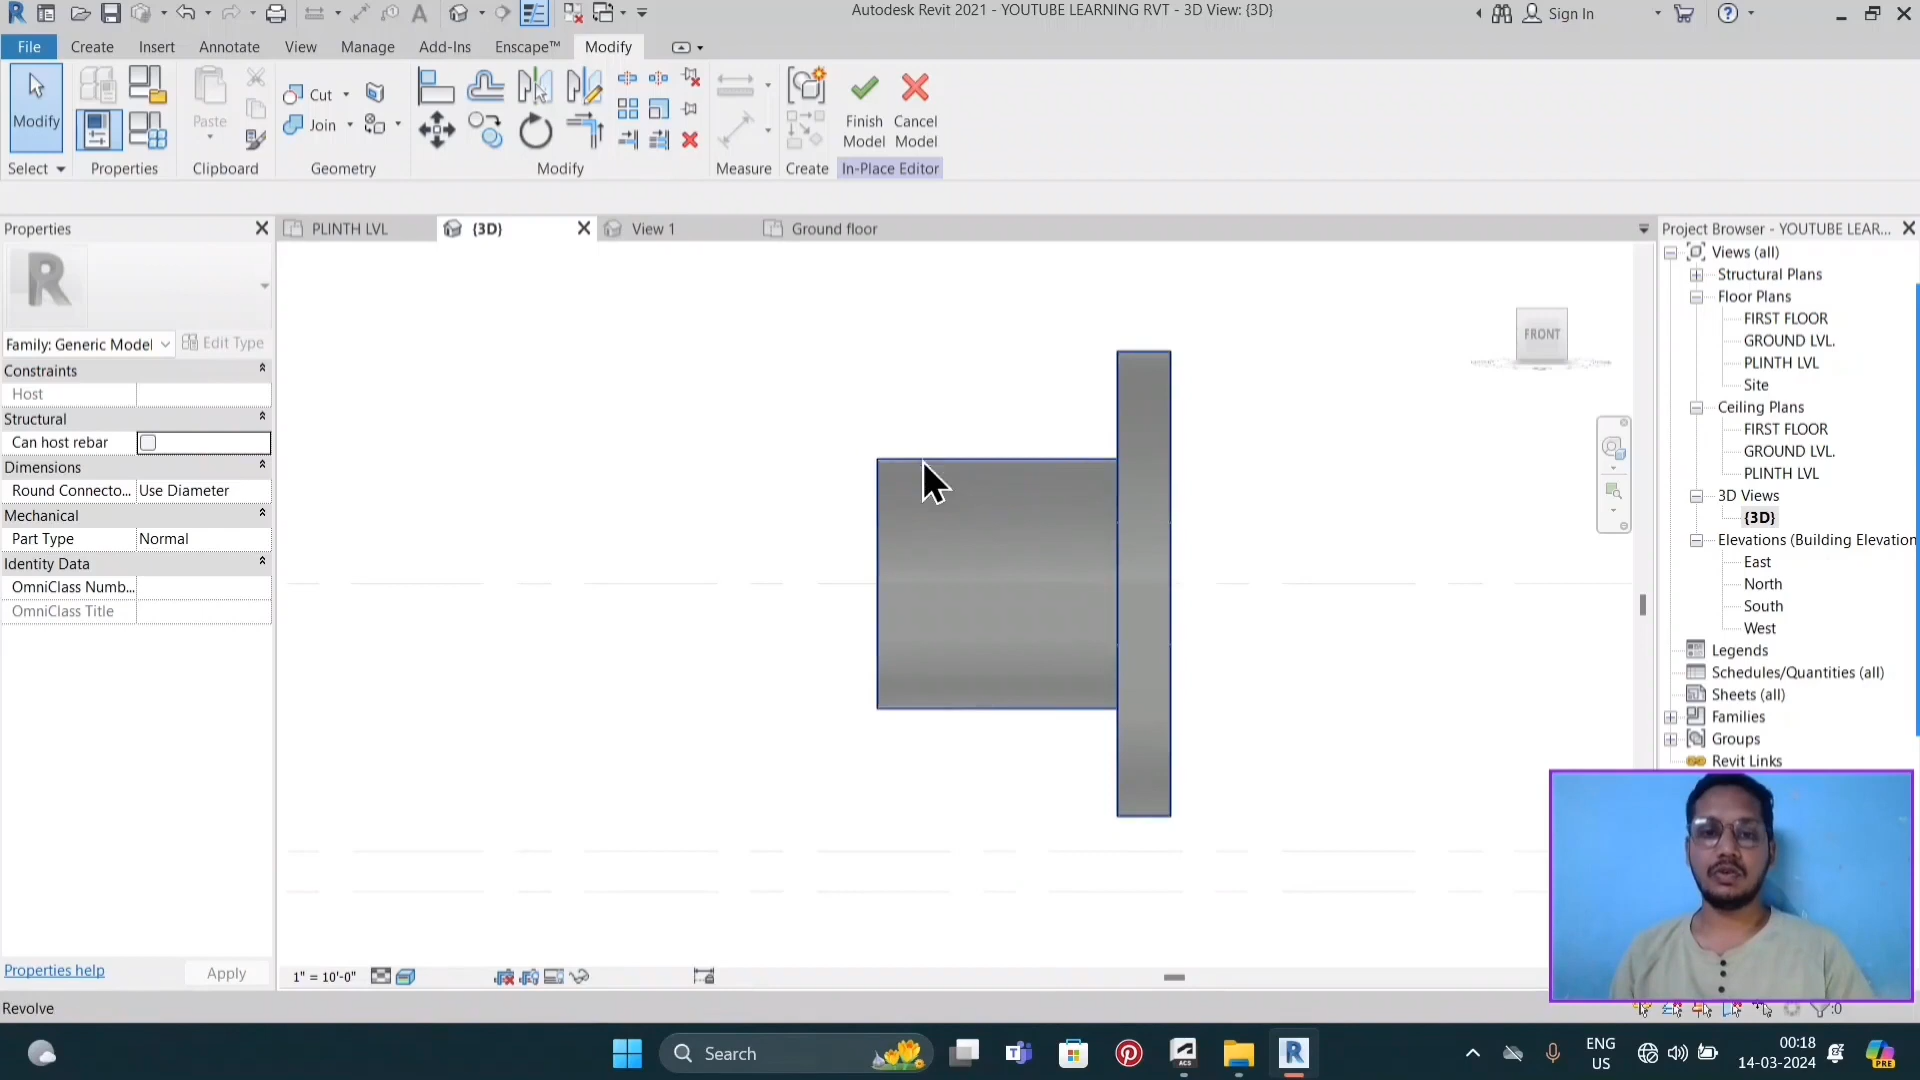 Autodesk Revit 2021 - YOUTUBE LEARNING RVT - 3D View: {3D}
Sign In
File Create Insert Annotate View Manage Add-Ins Enscape™ Modify
Modify
Paste
Cut
Join
Finish Model
Cancel Model
Select Properties Clipboard Geometry Modify Measure Create In-Place Editor
Properties
PLINTH LVL
{3D}
View 1
Ground floor
Project Browser - YOUTUBE LEAR...
Family: Generic Model
Edit Type
Constraints
Host
Structural
Can host rebar
Dimensions
Round Connecto... Use Diameter
Mechanical
Part Type Normal
Identity Data
OmniClass Numb...
OmniClass Title
Properties help
Apply
FRONT
Views (all)
Structural Plans
Floor Plans
FIRST FLOOR
GROUND LVL.
PLINTH LVL
Site
Ceiling Plans
FIRST FLOOR
GROUND LVL.
PLINTH LVL
3D Views
{3D}
Elevations (Building Elevation
East
North
South
West
Legends
Schedules/Quantities (all)
Sheets (all)
Families
Groups
Revit Links
1" = 10'-0"
Revolve
:0
Search
ENG
US
00:18
14-03-2024
ACS
PRE